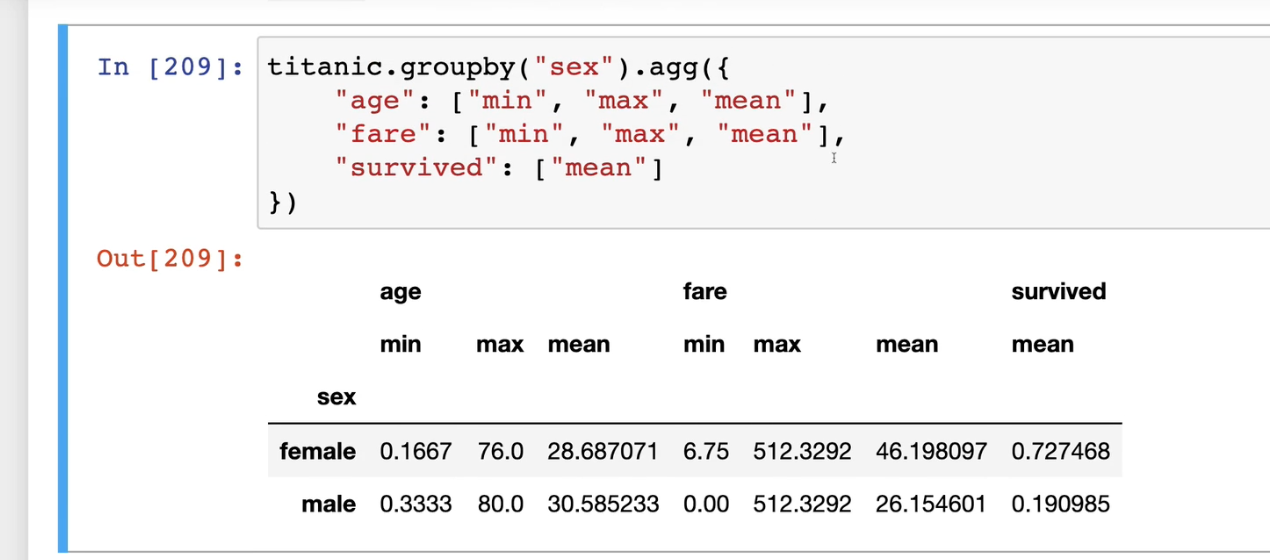 In [209]: titanic.groupby("sex").agg({
"age": ["min", "max", "mean"],
"fare": ["min", "max", "mean"],
"survived": ["mean"]
})
Out[209]:
age fare survived
min max mean min max mean mean
sex
female 0.1667 76.0 28.687071 6.75 512.3292 46.198097 0.727468
male 0.3333 80.0 30.585233 0.00 512.3292 26.154601 0.190985